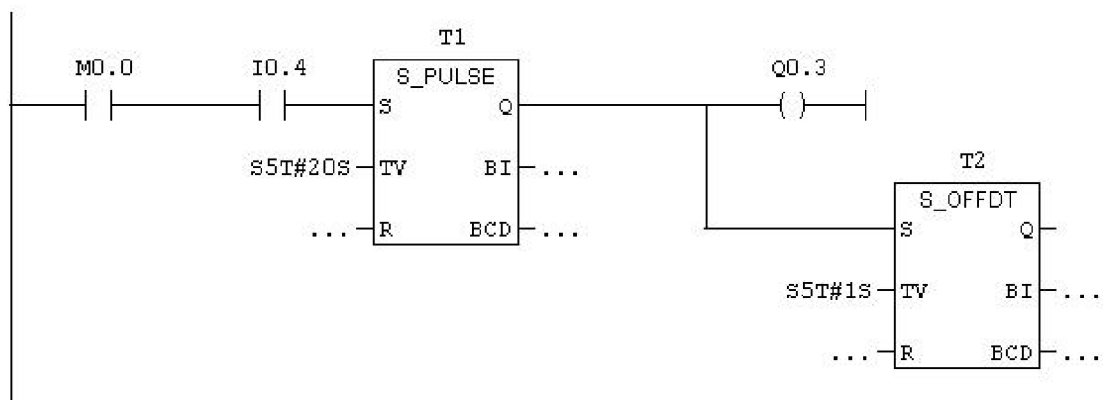 T1
M0.0 I0.4 S_PULSE Q0.3
S Q
S5T#20S TV BI ...
... R BCD ...
T2
S_OFFDT
S Q
S5T#1S TV BI ...
... R BCD ...